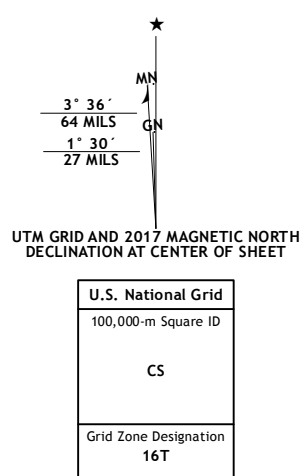 MN
3° 36´
64 MILS
GN
1° 30´
27 MILS
UTM GRID AND 2017 MAGNETIC NORTH
DECLINATION AT CENTER OF SHEET
U.S. National Grid
100,000-m Square ID
CS
Grid Zone Designation
16T